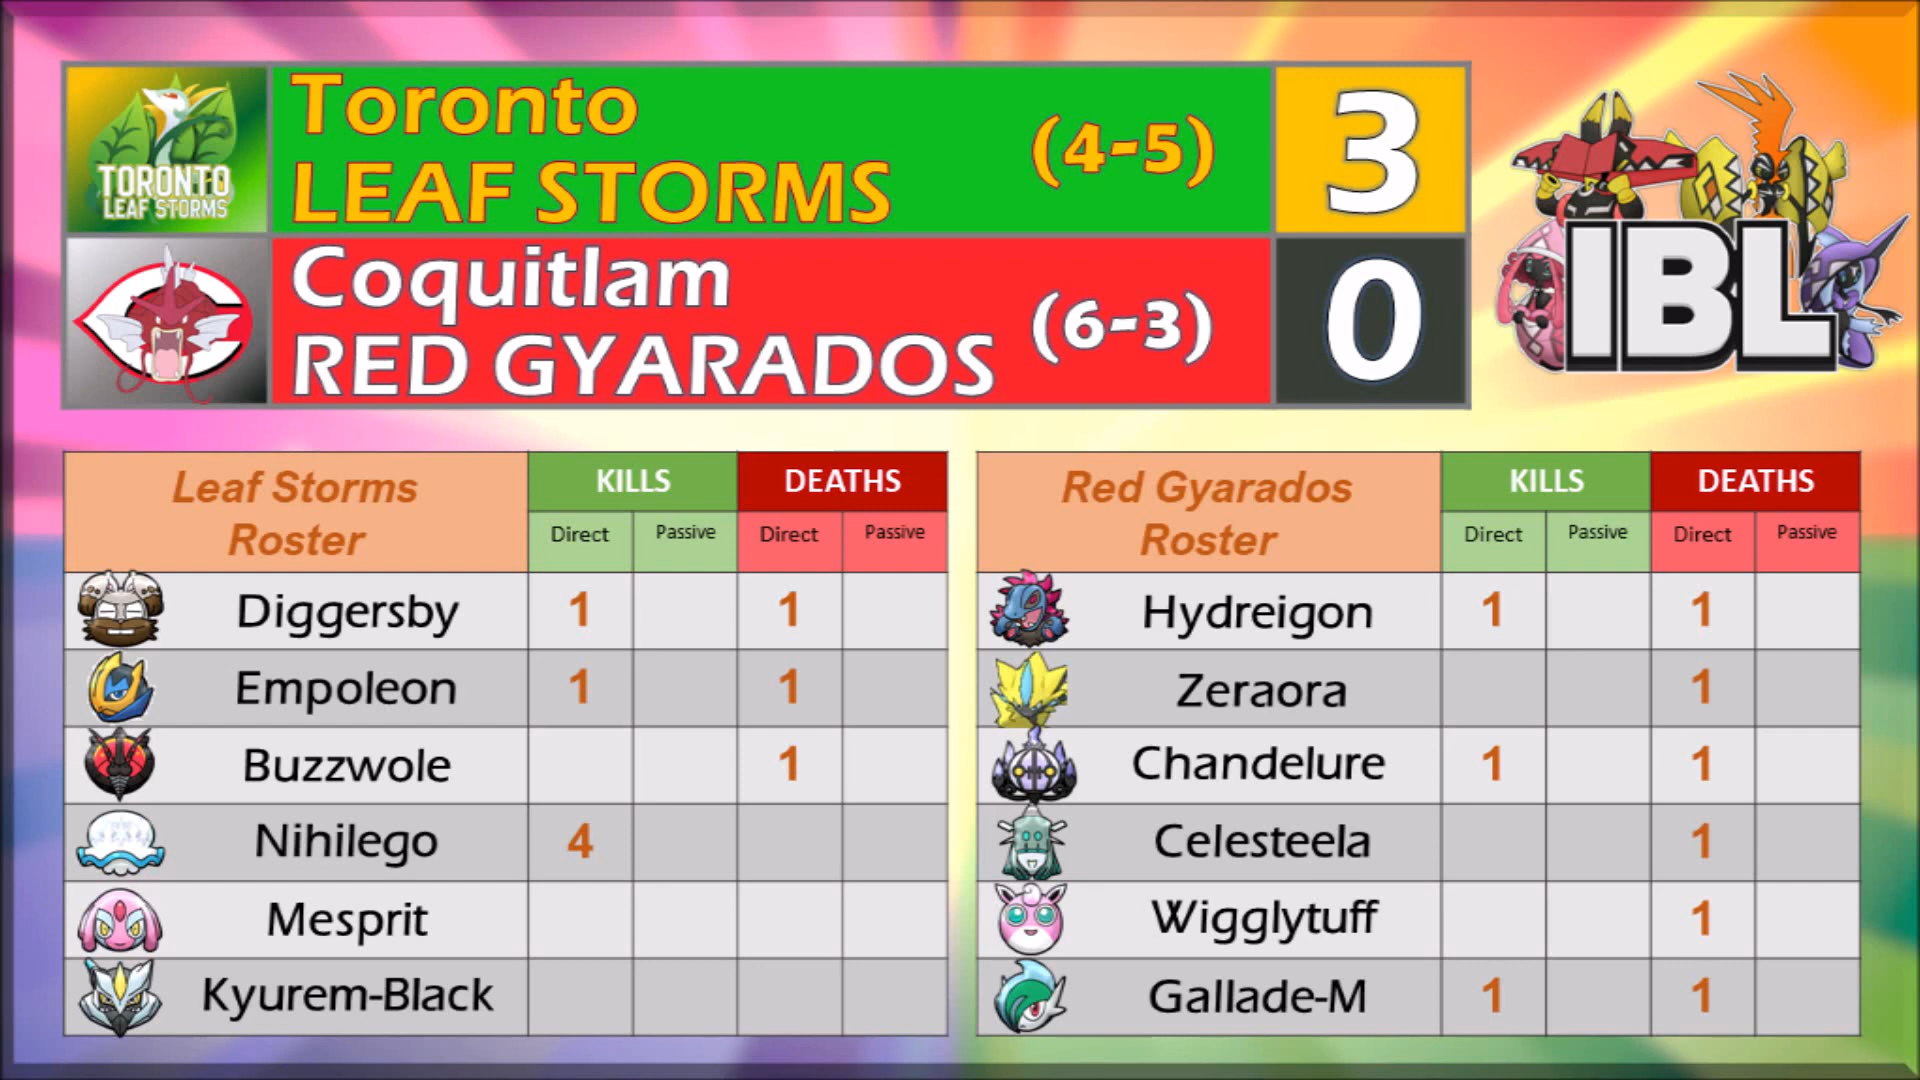 TORONTO
LEAF STORMS
Toronto
LEAF STORMS
(4-5)
3
Coquitlam
RED GYARADOS
(6-3)
0
IBL
Leaf Storms
Roster
KILLS
DEATHS
Direct Passive Direct Passive
Diggersby 1 1
Empoleon 1 1
Buzzwole 1
Nihilego 4
Mesprit
Kyurem-Black
Red Gyarados
Roster
KILLS
DEATHS
Direct Passive Direct Passive
Hydreigon 1 1
Zeraora 1
Chandelure 1 1
Celesteela 1
Wigglytuff 1
Gallade-M 1 1